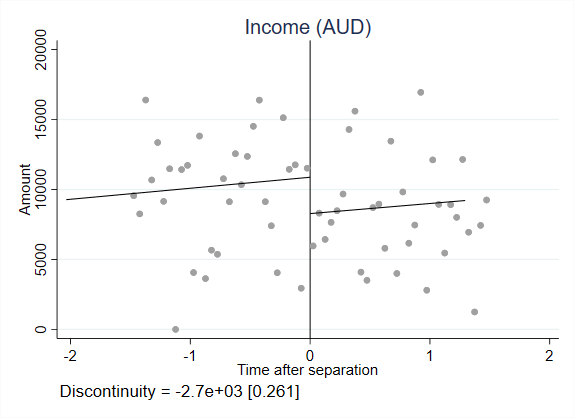 Income (AUD)
20000
15000
10000
5000
0
Amount
-2
-1
0
1
2
Time after separation
Discontinuity = -2.7e+03 [0.261]